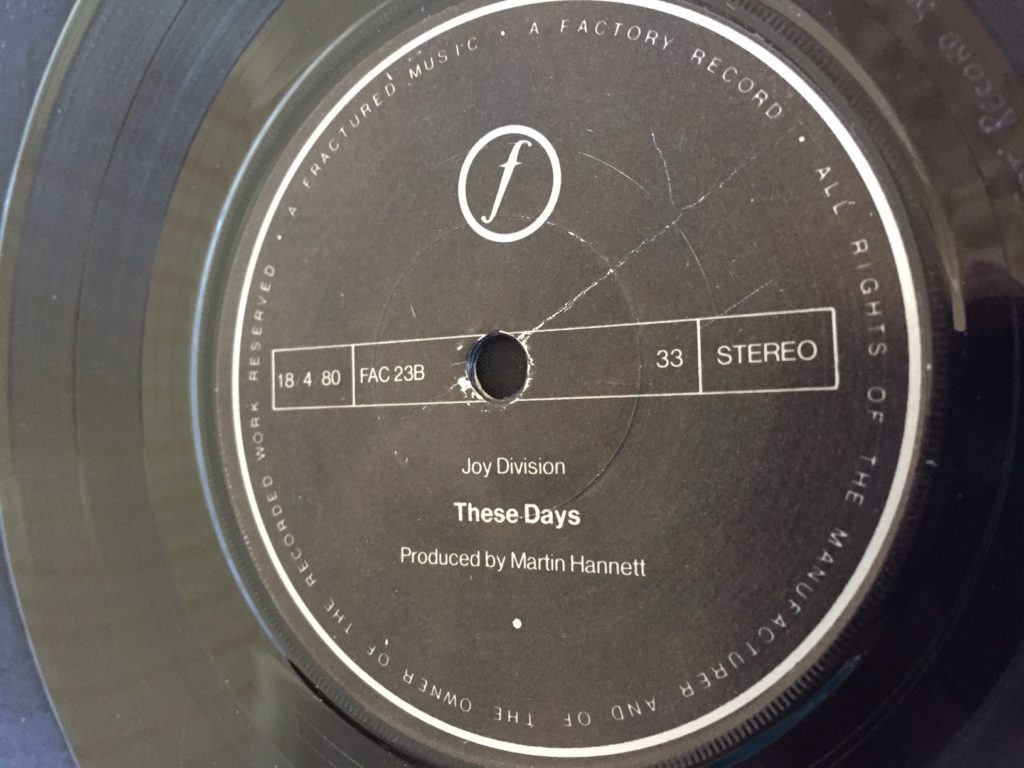 A FRACTURED MUSIC • A FACTORY RECORD • ALL RIGHTS OF THE MANUFACTURER AND OF THE OWNER OF THE RECORDED WORK RESERVED •
f
18 4 80
FAC 23B
33
STEREO
Joy Division
These Days
Produced by Martin Hannett
RECORD